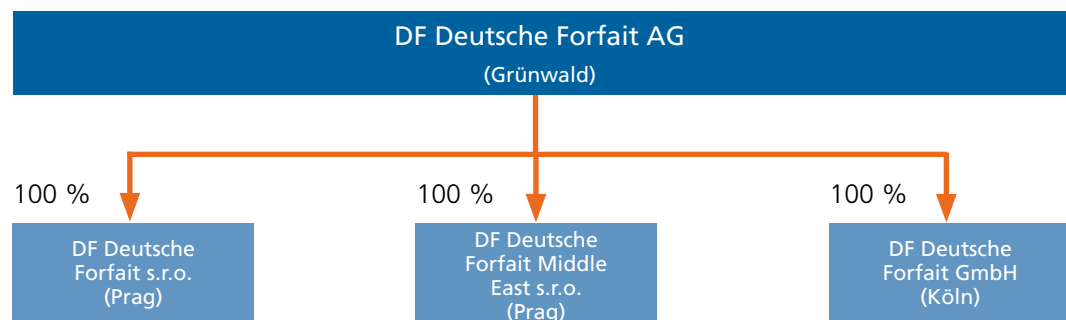 DF Deutsche Forfait AG
(Grünwald)
100 %
100 %
100 %
DF Deutsche
Forfait s.r.o.
(Prag)
DF Deutsche
Forfait Middle
East s.r.o.
(Prag)
DF Deutsche
Forfait GmbH
(Köln)